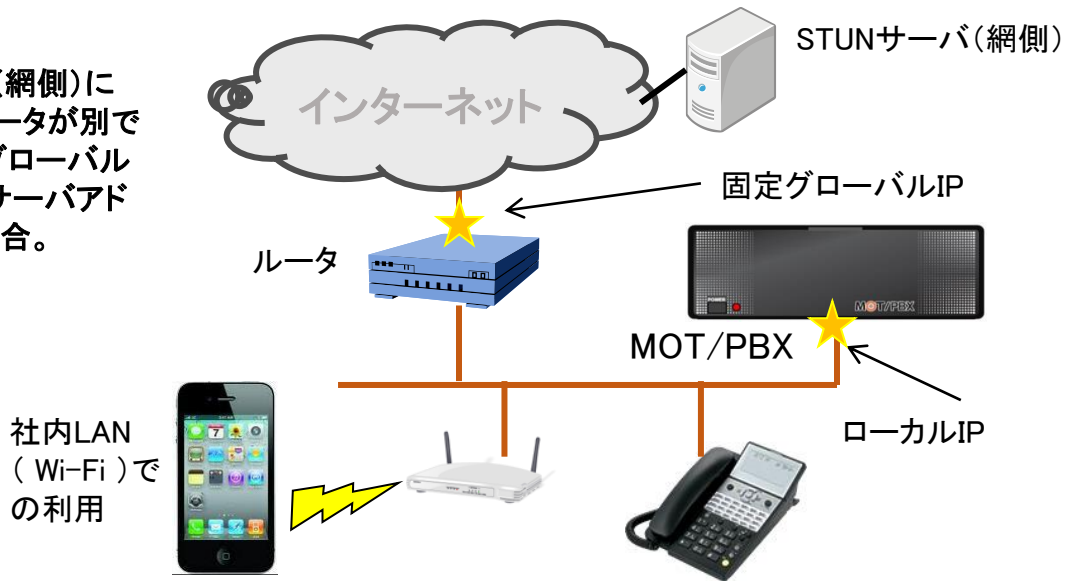 STUNサーバ（網側）
（網側）に
ータが別で
グローバル
サーバアド
合。
インターネット
固定グローバルIP
ルータ
POWER
MOT/PBX
MOT/PBX
ローカルIP
社内LAN
（ Wi-Fi ）で
の利用